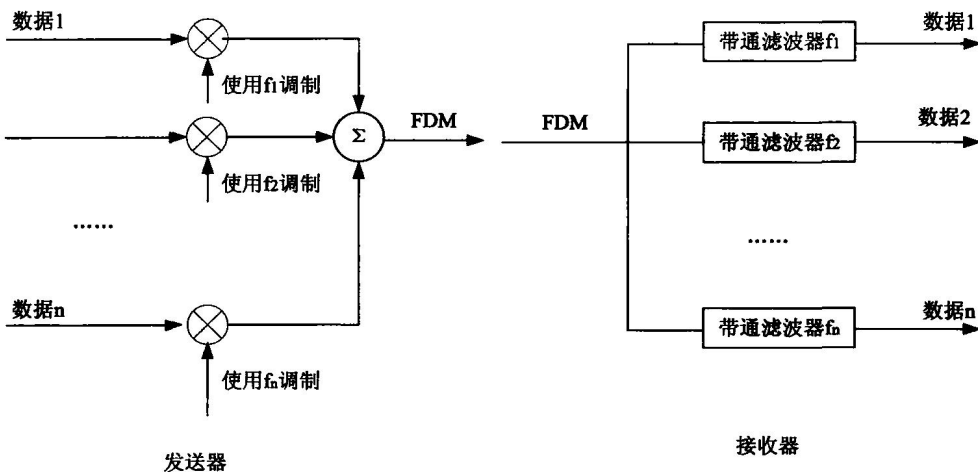 数据1
使用f1调制
使用f2调制
……
数据n
使用fn调制
Σ
FDM
发送器
FDM
带通滤波器f1
数据1
带通滤波器f2
数据2
……
带通滤波器fn
数据n
接收器